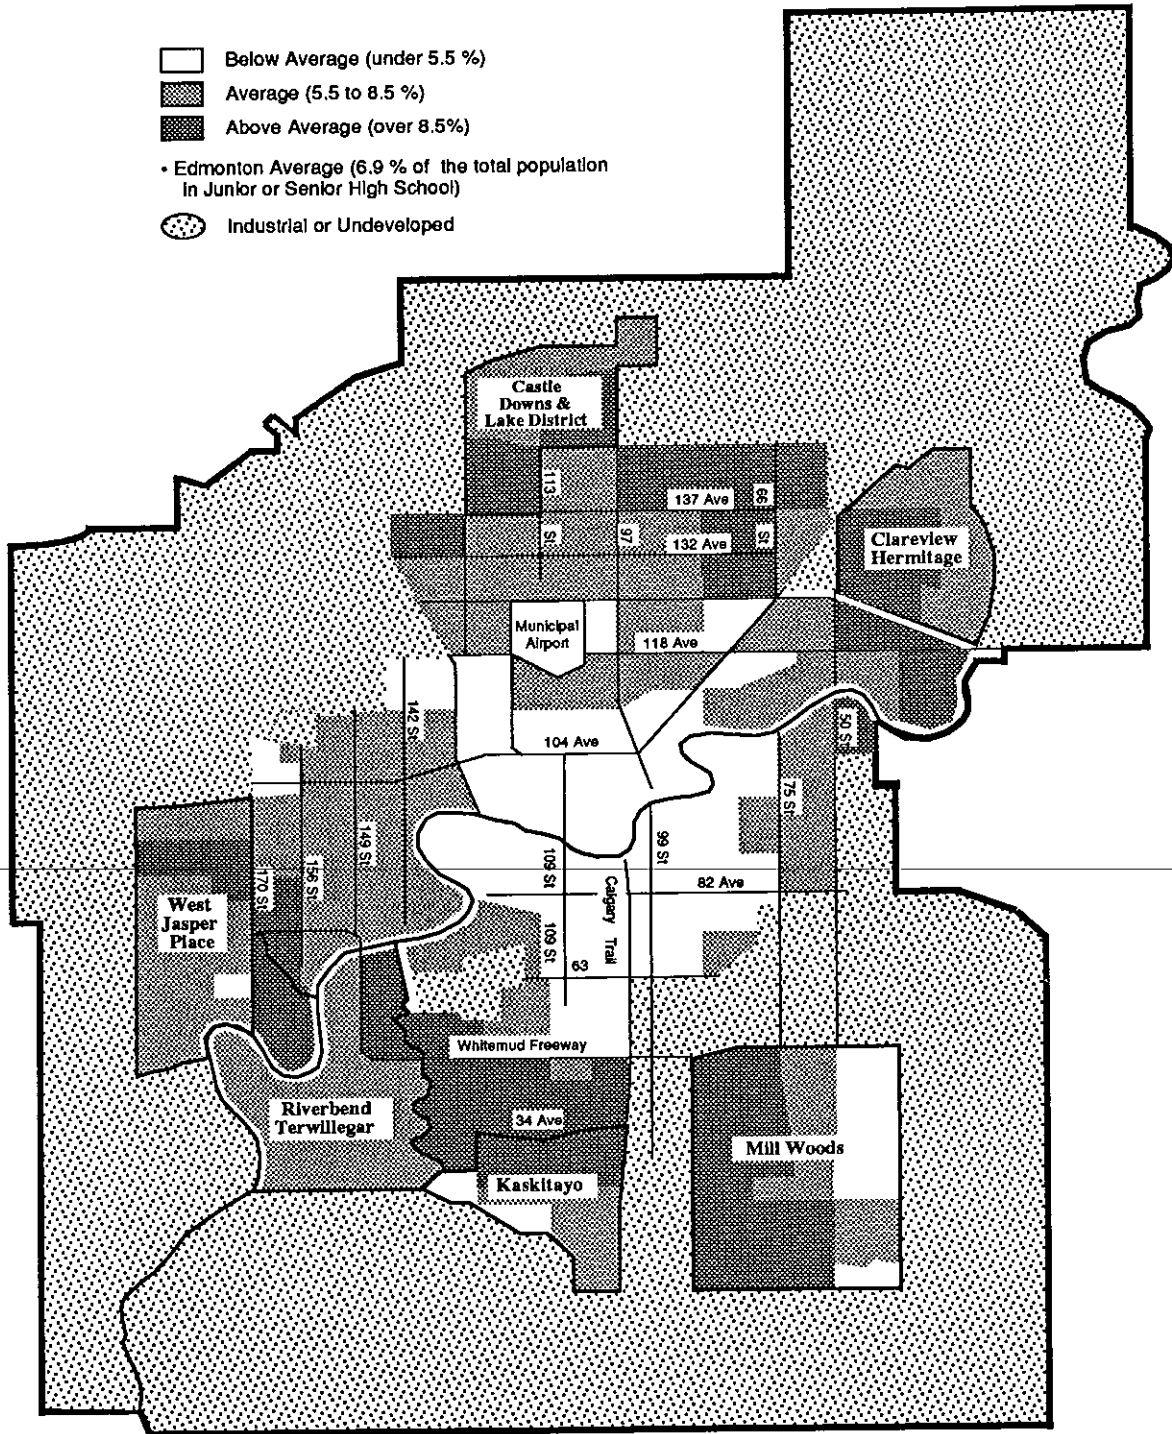 Below Average (under 5.5 %)
Average (5.5 to 8.5 %)
Above Average (over 8.5%)
• Edmonton Average (6.9 % of the total population
in Junior or Senior High School)
Industrial or Undeveloped
Castle
Downs &
Lake District
113
St
97
137 Ave
66
St
132 Ave
Clareview
Hermitage
Municipal
Airport
118 Ave
142 St
104 Ave
50 St
75 St
149 St
156 St
170 St
109 St
99 St
82 Ave
West
Jasper
Place
Calgary Trail
109 St
63
Whitemud Freeway
Riverbend
Terwillegar
34 Ave
Mill Woods
Kaskitayo